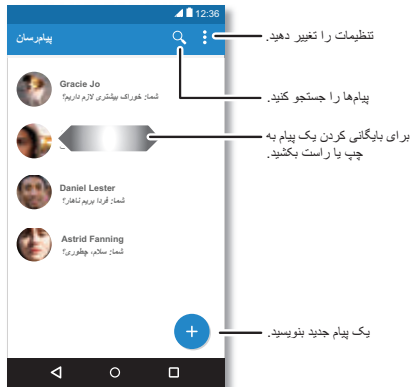 12:36
پیام‌رسان
تنظیمات را تغییر دهید.
Gracie Jo
شما: خوراک بیشتری لازم داریم؟
پیام‌ها را جستجو کنید.
برای بایگانی کردن یک پیام به
چپ یا راست بکشید.
Daniel Lester
شما: فردا بریم ناهار؟
Astrid Fanning
شما: سلام، چطوری؟
یک پیام جدید بنویسید.